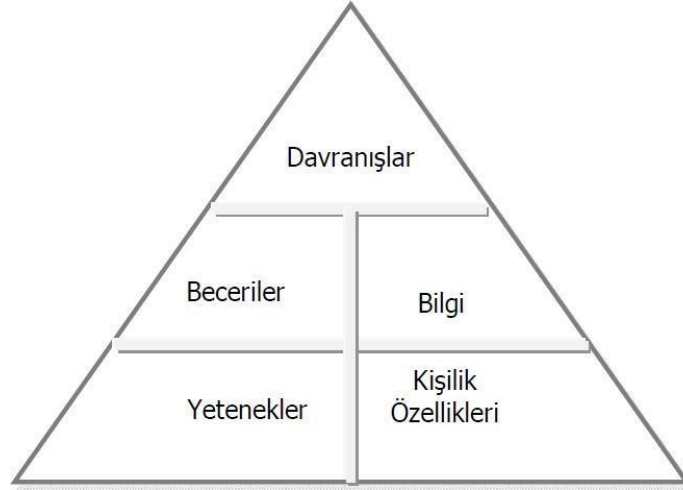 Davranışlar
Beceriler
Bilgi
Yetenekler
Kişilik
Özellikleri